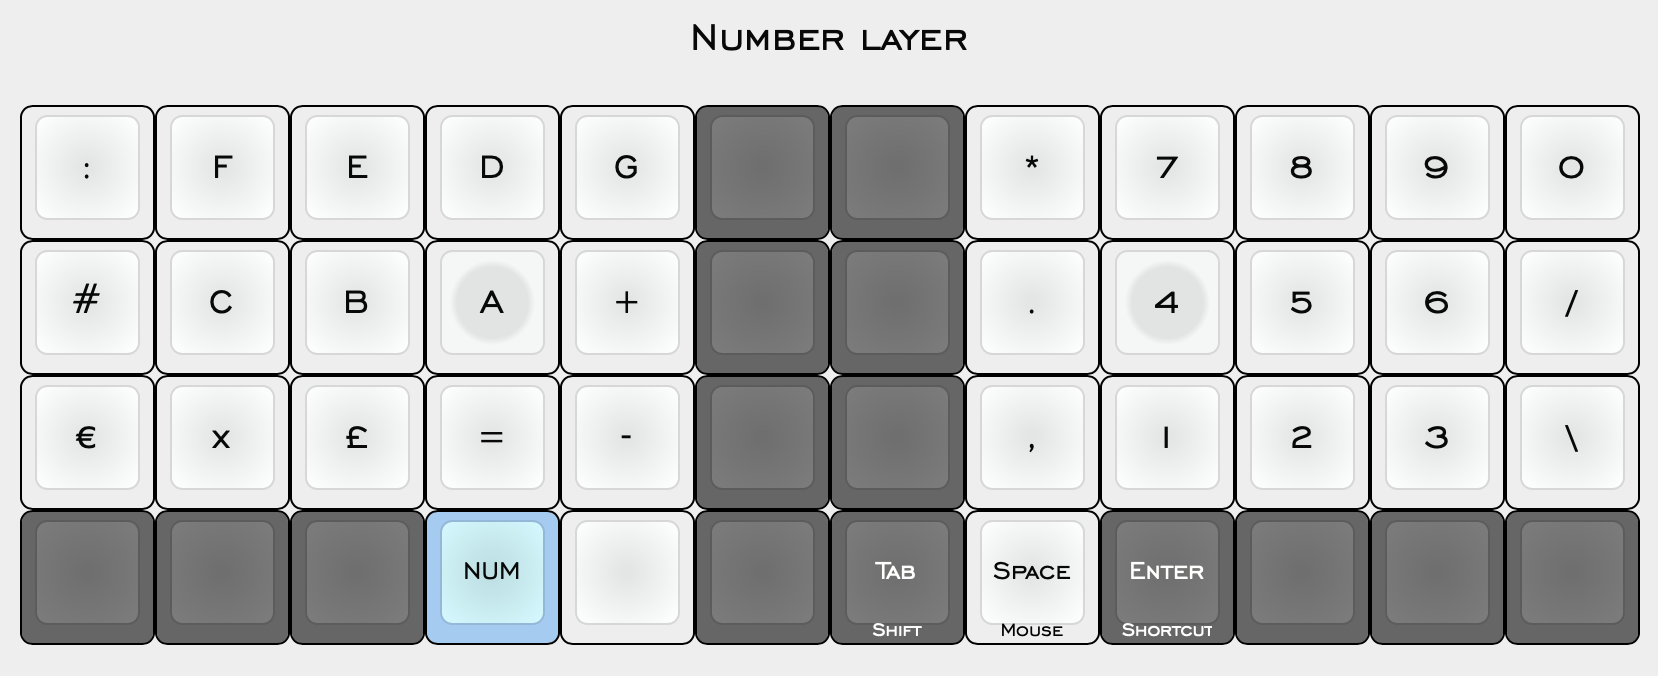 Number layer
: F E D G * 7 8 9 0
# C B A + . 4 5 6 /
€ x £ = - , 1 2 3 \
NUM Tab Space Enter
Shift Mouse Shortcut